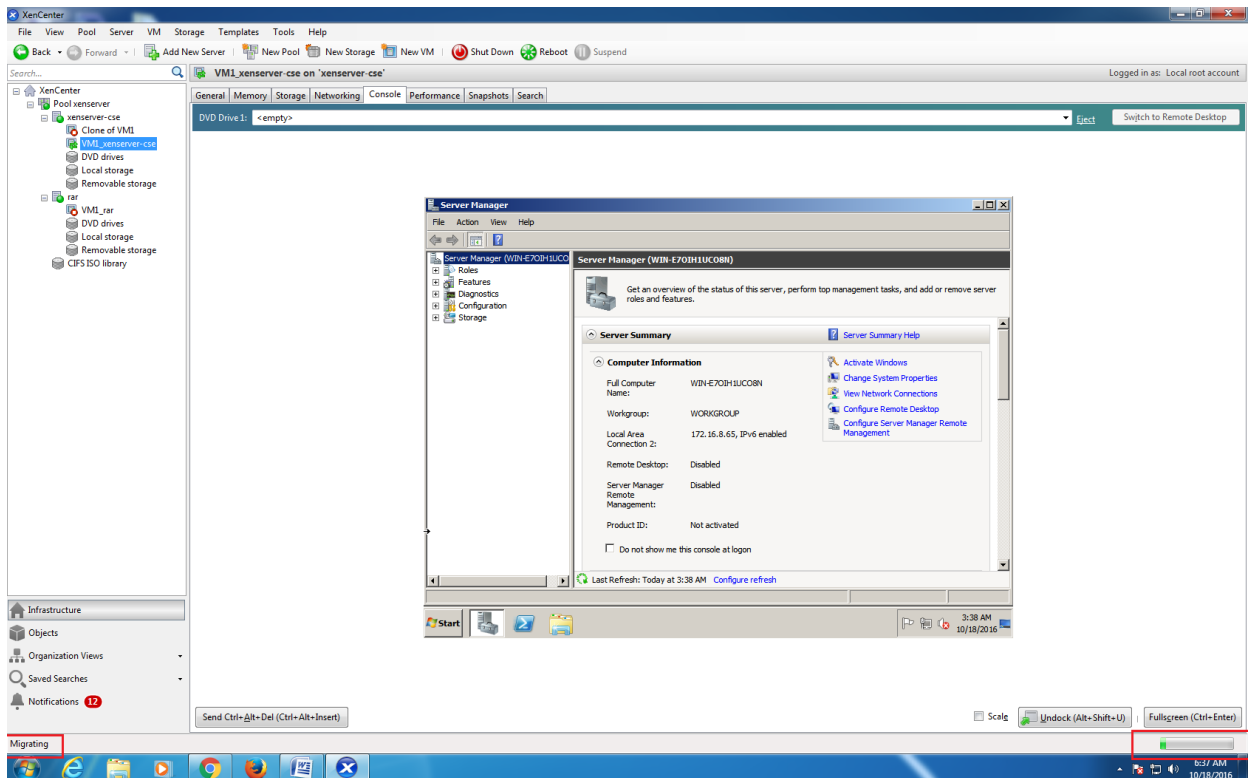 XenCenter
File View Pool Server VM Storage Templates Tools Help
Back Forward Add New Server New Pool New Storage New VM Shut Down Reboot Suspend
Search...
VM1_xenserver-cse on 'xenserver-cse'
Logged in as: Local root account
XenCenter
Pool xenserver
xenserver-cse
Clone of VM1
VM1_xenserver-cse
DVD drives
Local storage
Removable storage
rar
VM1_rar
DVD drives
Local storage
Removable storage
CIFS ISO library
General Memory Storage Networking Console Performance Snapshots Search
DVD Drive 1: <empty> Eject Switch to Remote Desktop
Server Manager
File Action View Help
Server Manager (WIN-E7OIH1UCO
Roles
Features
Diagnostics
Configuration
Storage
Server Manager (WIN-E7OIH1UCO8N)
Get an overview of the status of this server, perform top management tasks, and add or remove server
roles and features.
Server Summary
Server Summary Help
Computer Information
Full Computer
Name:
WIN-E7OIH1UCO8N
Workgroup: WORKGROUP
Local Area
Connection 2:
172.16.8.65, IPv6 enabled
Remote Desktop: Disabled
Server Manager
Remote
Management:
Disabled
Product ID: Not activated
Do not show me this console at logon
Activate Windows
Change System Properties
View Network Connections
Configure Remote Desktop
Configure Server Manager Remote
Management
Last Refresh: Today at 3:38 AM Configure refresh
Start
3:38 AM
10/18/2016
Infrastructure
Objects
Organization Views
Saved Searches
Notifications 12
Send Ctrl+Alt+Del (Ctrl+Alt+Insert)
Scale Undock (Alt+Shift+U) Fullscreen (Ctrl+Enter)
Migrating
6:37 AM
10/18/2016